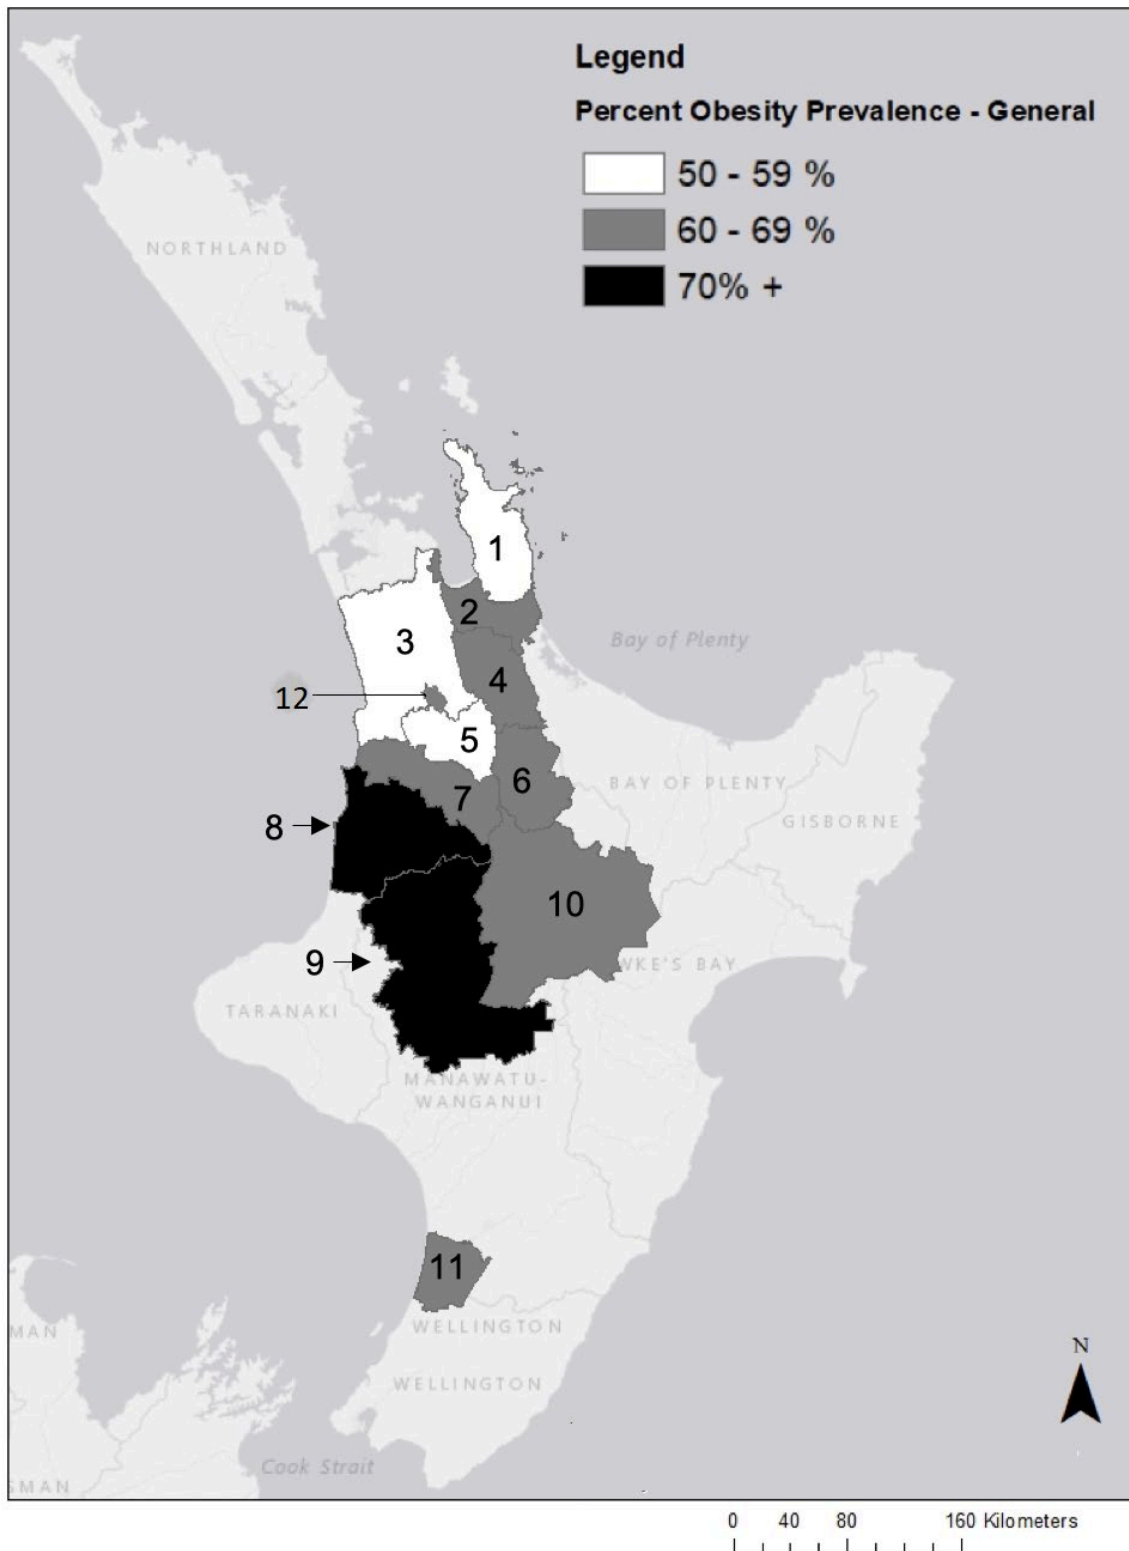 Legend
Percent Obesity Prevalence - General
50 - 59 %
60 - 69 %
70% +
NORTHLAND
1
2
3
Bay of Plenty
4
12
5
6
BAY OF PLENTY
7
8
GISBORNE
10
9
WKE'S BAY
TARANAKI
MANAWATU-
WANGANUI
11
WELLINGTON
MAN
N
WELLINGTON
Cook Strait
SMAN
0 40 80 160 Kilometers